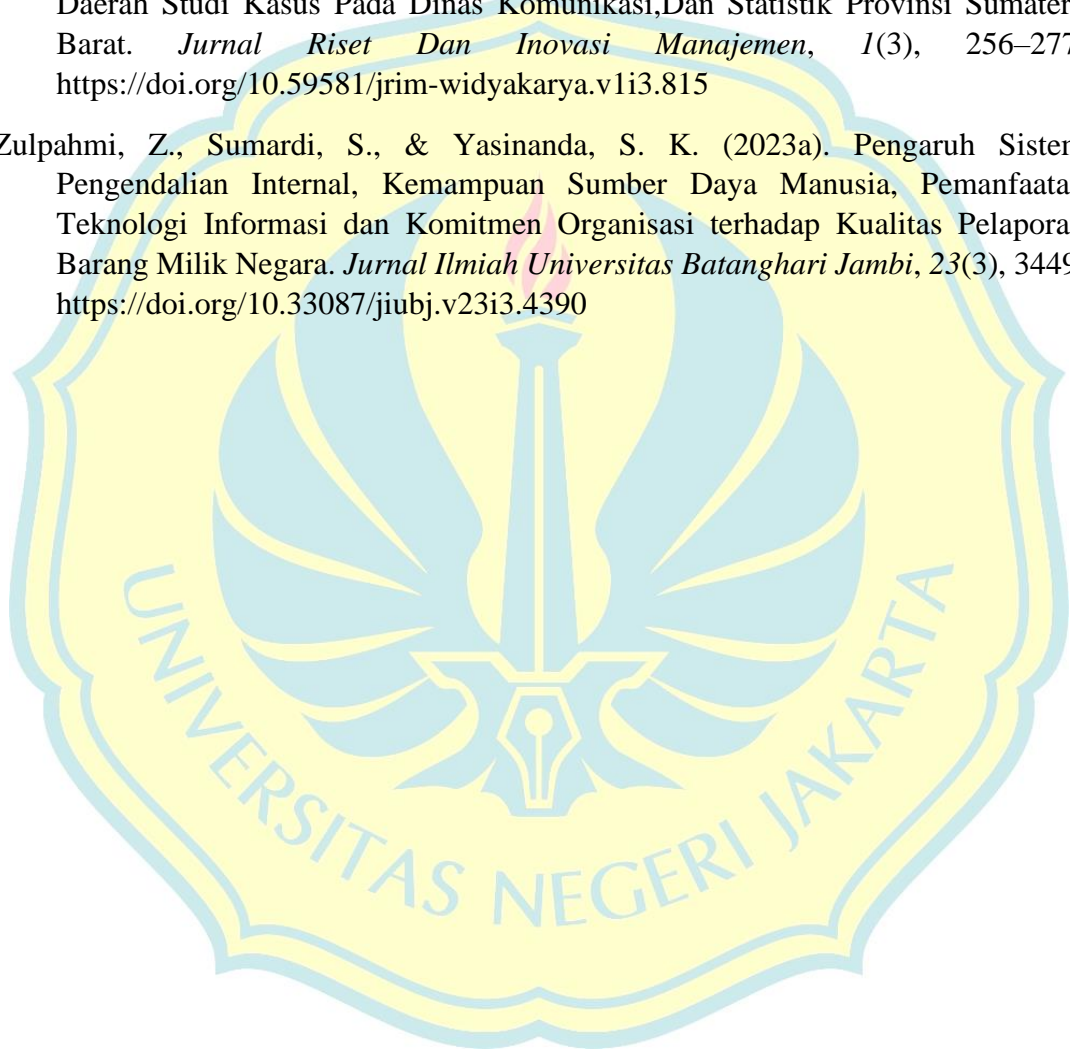 Daerah Studi Kasus Pada Dinas Komunikasi,Dan Statistik Provinsi Sumater
Barat. Jurnal Riset Dan Inovasi Manajemen, 1(3), 256–277
https://doi.org/10.59581/jrim-widyakarya.v1i3.815
Zulpahmi, Z., Sumardi, S., & Yasinanda, S. K. (2023a). Pengaruh Sistem
Pengendalian Internal, Kemampuan Sumber Daya Manusia, Pemanfaata
Teknologi Informasi dan Komitmen Organisasi terhadap Kualitas Pelapora
Barang Milik Negara. Jurnal Ilmiah Universitas Batanghari Jambi, 23(3), 3449
https://doi.org/10.33087/jiubj.v23i3.4390
UNIVERSITAS NEGERI JAKARTA